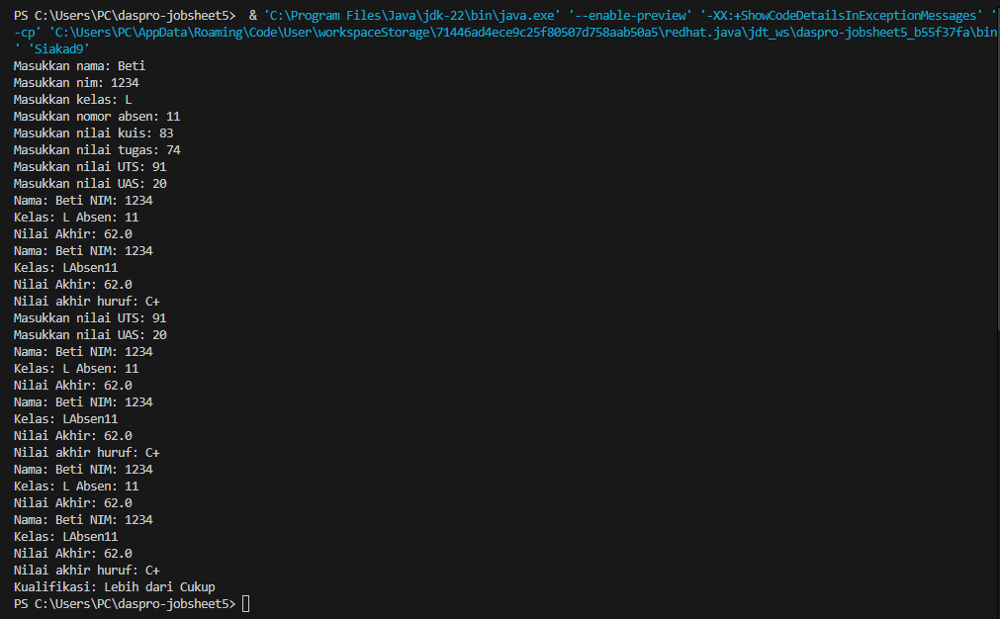 PS C:\Users\PC\daspro-jobsheet5>  & 'C:\Program Files\Java\jdk-22\bin\java.exe' '--enable-preview' '-XX:+ShowCodeDetailsInExceptionMessages' '
-cp' 'C:\Users\PC\AppData\Roaming\Code\User\workspaceStorage\71446ad4ece9c25f80507d758aab50a5\redhat.java\jdt_ws\daspro-jobsheet5_b55f37fa\bin
' 'Siakad9'
Masukkan nama: Beti
Masukkan nim: 1234
Masukkan kelas: L
Masukkan nomor absen: 11
Masukkan nilai kuis: 83
Masukkan nilai tugas: 74
Masukkan nilai UTS: 91
Masukkan nilai UAS: 20
Nama: Beti NIM: 1234
Kelas: L Absen: 11
Nilai Akhir: 62.0
Nama: Beti NIM: 1234
Kelas: LAbsen11
Nilai Akhir: 62.0
Nilai akhir huruf: C+
Masukkan nilai UTS: 91
Masukkan nilai UAS: 20
Nama: Beti NIM: 1234
Kelas: L Absen: 11
Nilai Akhir: 62.0
Nama: Beti NIM: 1234
Kelas: LAbsen11
Nilai Akhir: 62.0
Nilai akhir huruf: C+
Nama: Beti NIM: 1234
Kelas: L Absen: 11
Nilai Akhir: 62.0
Nama: Beti NIM: 1234
Kelas: LAbsen11
Nilai Akhir: 62.0
Nilai akhir huruf: C+
Kualifikasi: Lebih dari Cukup
PS C:\Users\PC\daspro-jobsheet5>